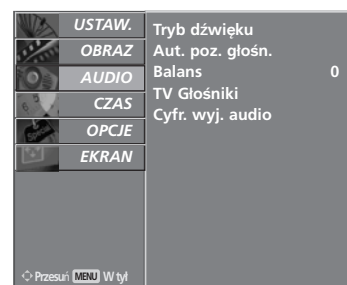 USTAW.
OBRAZ
AUDIO
CZAS
OPCJE
EKRAN
Tryb dźwięku
Aut. poz. głośn.
Balans 0
TV Głośniki
Cyfr. wyj. audio
Przesuń MENU W tył